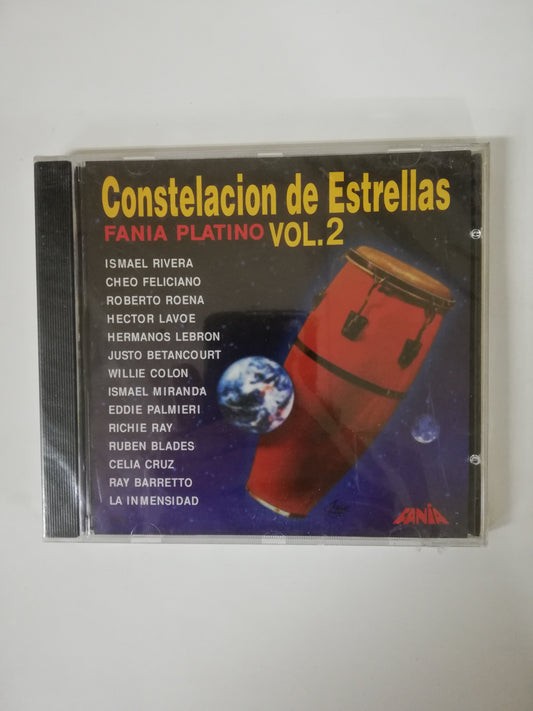 Constelacion de Estrellas
FANIA PLATINO VOL.2
ISMAEL RIVERA
CHEO FELICIANO
ROBERTO ROENA
HECTOR LAVOE
HERMANOS LEBRON
JUSTO BETANCOURT
WILLIE COLON
ISMAEL MIRANDA
EDDIE PALMIERI
RICHIE RAY
RUBEN BLADES
CELIA CRUZ
RAY BARRETTO
LA INMENSIDAD
FANIA